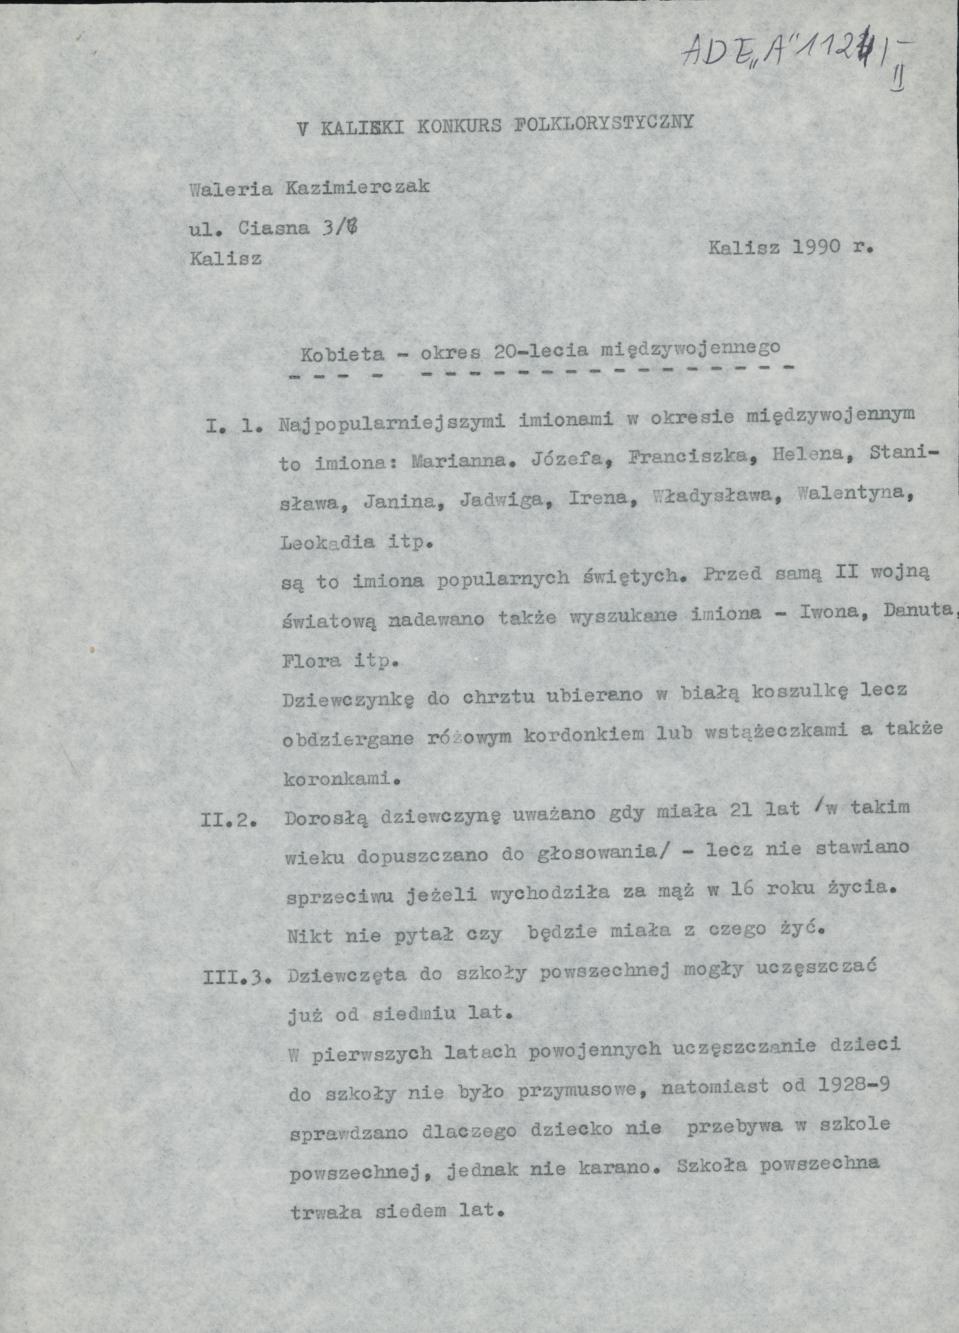 ADE „A" 112
II
V KALISKI KONKURS FOLKLORYSTYCZNY
Waleria Kazimierczak
ul. Ciasna 3/8
Kalisz
Kalisz 1990 r.
Kobieta - okres 20-lecia międzywojennego
I. 1. Najpopularniejszymi imionami w okresie międzywojennym
to imiona: Marianna. Józefa, Franciszka, Helena, Stani-
sława, Janina, Jadwiga, Irena, Władysława, Walentyna,
Leokadia itp.
są to imiona popularnych świętych. Przed samą II wojną
światową nadawano także wyszukane imiona - Iwona, Danuta,
Flora itp.
Dziewczynkę do chrztu ubierano w białą koszulkę lecz
obdziergane różowym kordonkiem lub wstążeczkami a także
koronkami.
II.2. Dorosłą dziewczynę uważano gdy miała 21 lat /w takim
wieku dopuszczano do głosowania/ - lecz nie stawiano
sprzeciwu jeżeli wychodziła za mąż w 16 roku życia.
Nikt nie pytał czy będzie miała z czego żyć.
III.3. Dziewczęta do szkoły powszechnej mogły uczęszczać
już od siedmiu lat.
W pierwszych latach powojennych uczęszczanie dzieci
do szkoły nie było przymusowe, natomiast od 1928-9
sprawdzano dlaczego dziecko nie przebywa w szkole
powszechnej, jednak nie karano. Szkoła powszechna
trwała siedem lat.